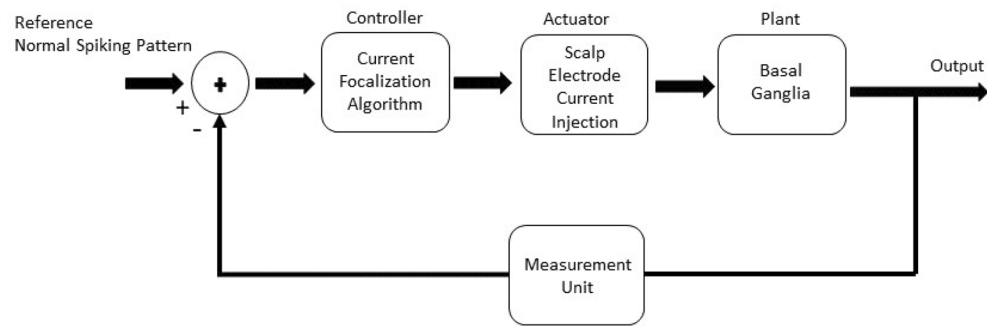 Reference
Normal Spiking Pattern
Controller
Actuator
Plant
+
+
-
Current
Focalization
Algorithm
Scalp
Electrode
Current
Injection
Basal
Ganglia
Output
Measurement
Unit